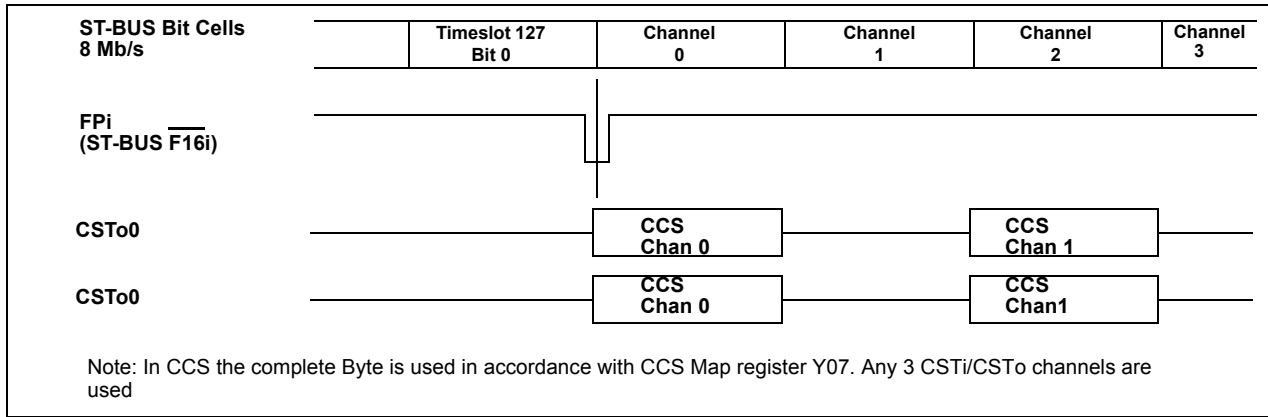 ST-BUS Bit Cells
8 Mb/s
Timeslot 127
Bit 0
Channel
0
Channel
1
Channel
2
Channel
3
FPi
(ST-BUS F16i)
CSTo0
CCS
Chan 0
CCS
Chan 1
CSTo0
CCS
Chan 0
CCS
Chan1
Note: In CCS the complete Byte is used in accordance with CCS Map register Y07. Any 3 CSTi/CSTo channels are
used